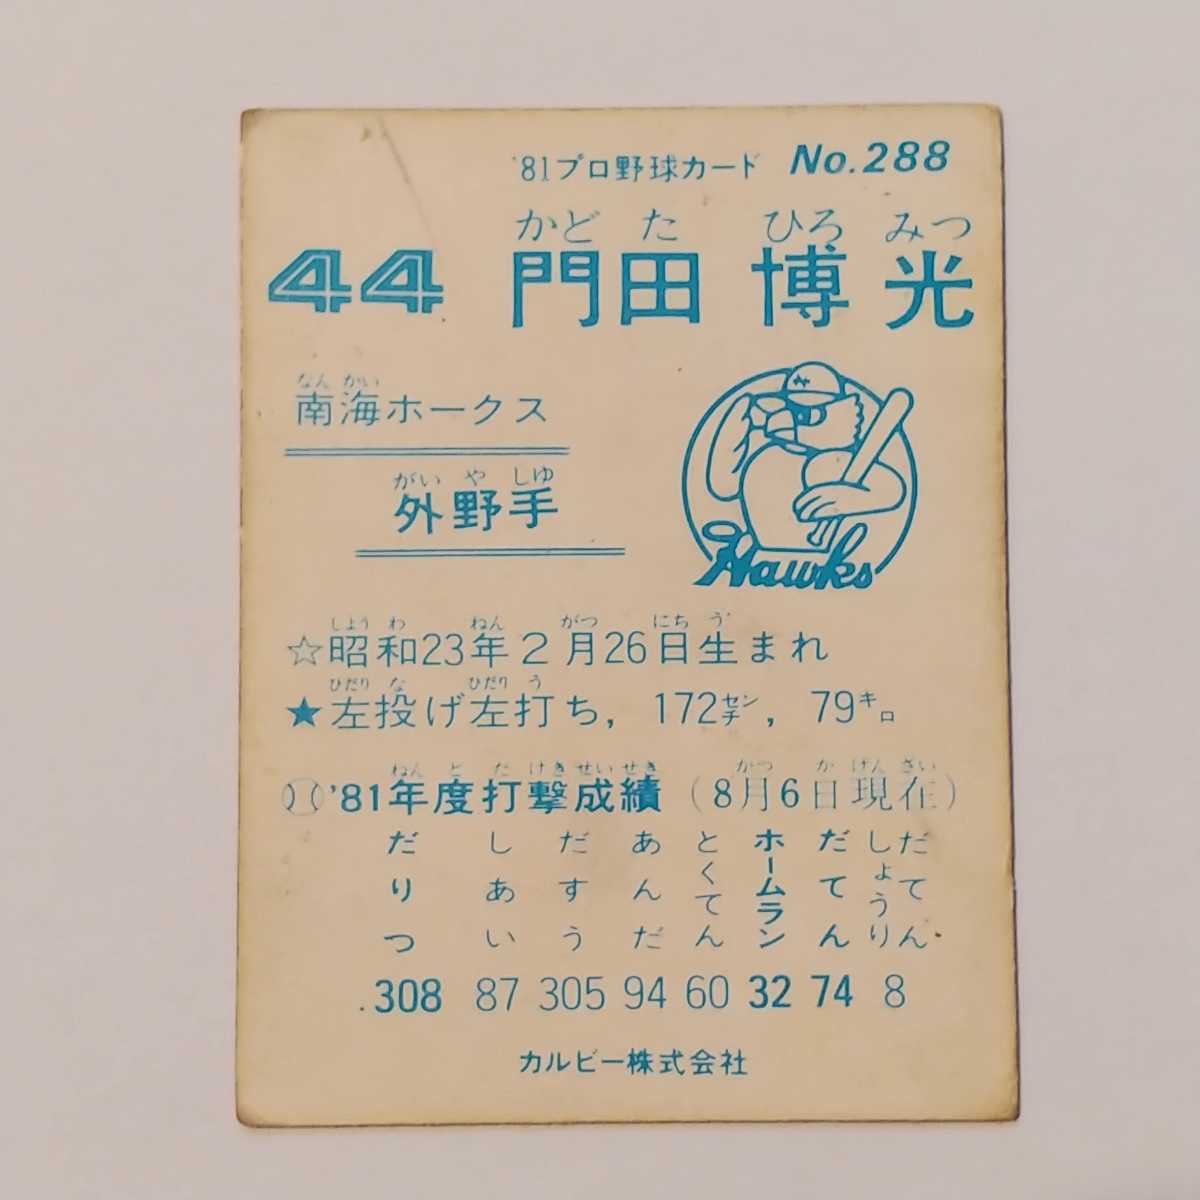 '81プロ野球カード No.288
かどた ひろみつ
44 門田 博光
なんかい
南海ホークス
がいやしゆ
外野手
Hawks
しようわ ねん がつ にちう
☆昭和23年2月26日生まれ
ひだりな ひだりう
★左投げ左打ち, 172センチ, 79キロ
ねんどだげきせいせき がつ か げんざい
'81年度打撃成績 (8月6日現在)
だりつ しあい だすう あんだ とくてん ホームラン だてん しょうりだてん
.308 87 305 94 60 32 74 8
カルビー株式会社